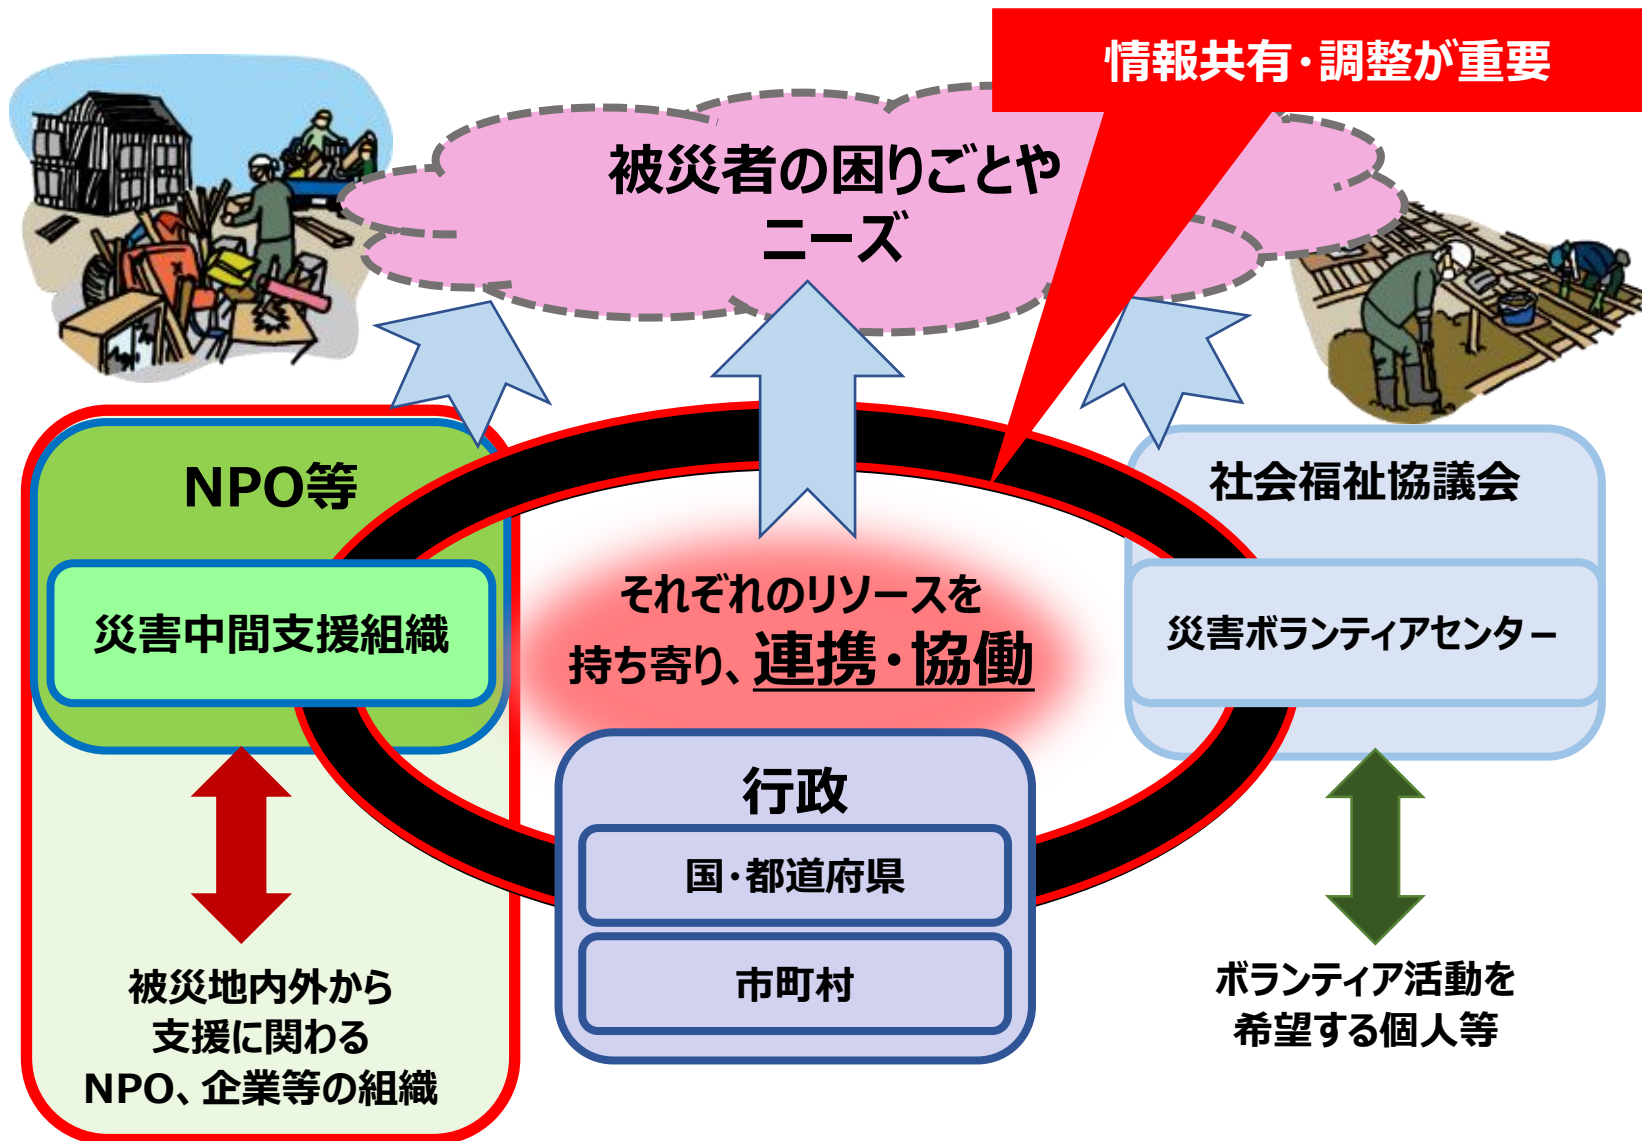 情報共有・調整が重要
被災者の困りごとや
ニーズ
NPO等
災害中間支援組織
社会福祉協議会
災害ボランティアセンター
それぞれのリソースを
持ち寄り、連携・協働
行政
国・都道府県
市町村
被災地内外から
支援に関わる
NPO、企業等の組織
ボランティア活動を
希望する個人等